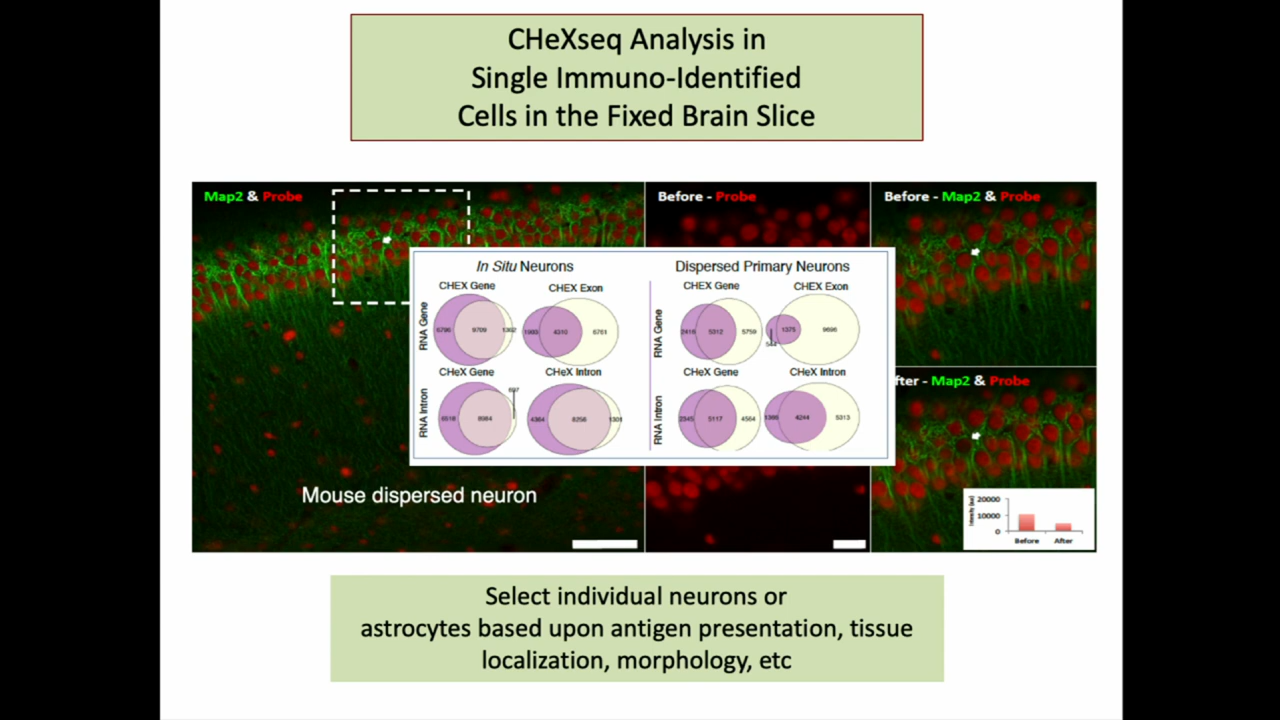 CHeXseq Analysis in
Single Immuno-Identified
Cells in the Fixed Brain Slice
Map2 & Probe
Before - Probe
Before - Map2 & Probe
In Situ Neurons
Dispersed Primary Neurons
CHEX Gene
CHEX Exon
CHEX Gene
CHEX Exon
RNA Gene
6796 9709
1993 4310 6761
RNA Gene
2416 5312 5759
1375 9696
CHeX Gene
CHeX Intron
CHeX Gene
CHeX Intron
RNA Intron
6516 8984
4364 8256
RNA Intron
2545 5117 4564
4244 5313
fter - Map2 & Probe
Mouse dispersed neuron
20000
10000
0
Before After
Select individual neurons or
astrocytes based upon antigen presentation, tissue
localization, morphology, etc